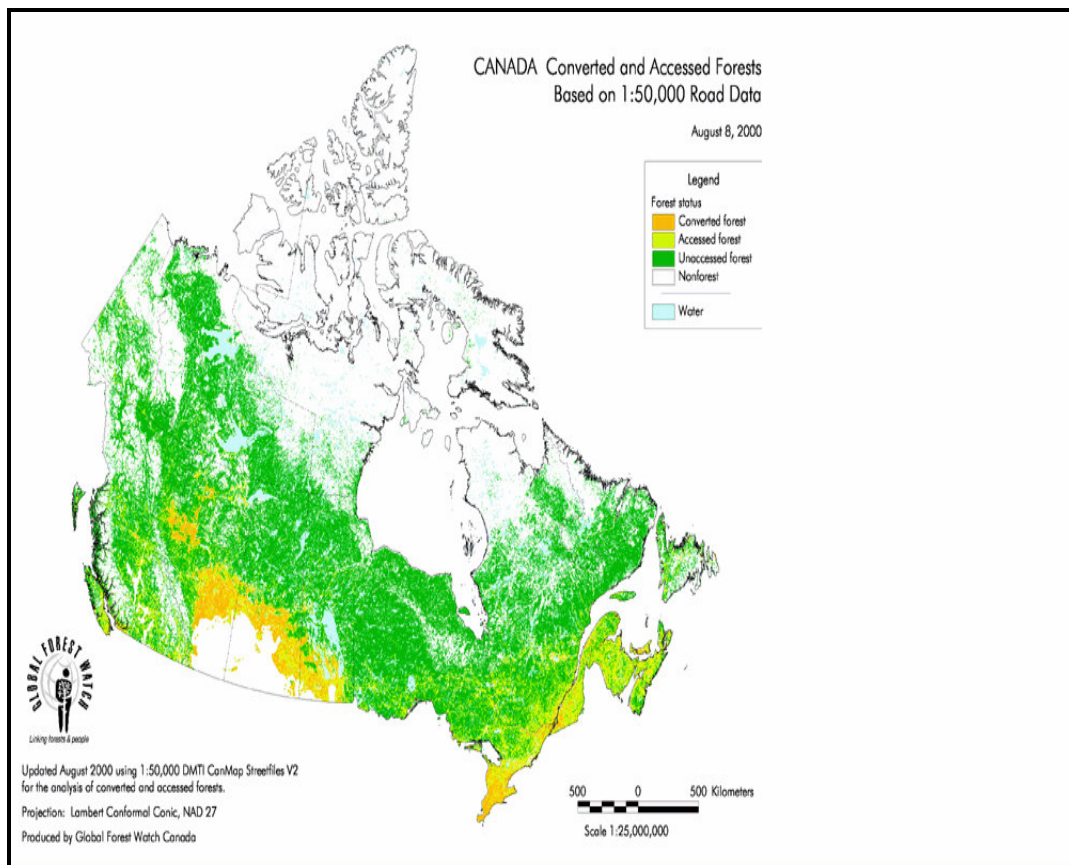 CANADA Converted and Accessed Forests
Based on 1:50,000 Road Data
August 8, 2000
Legend
Forest status
Converted forest
Accessed forest
Unaccessed forest
Nonforest
Water
GLOBAL FOREST WATCH
Linking forests & people
Updated August 2000 using 1:50,000 DMTI CanMap Streetfiles V2
for the analysis of converted and accessed forests.
Projection: Lambert Conformal Conic, NAD 27
Produced by Global Forest Watch Canada
500 0 500 Kilometers
Scale 1:25,000,000